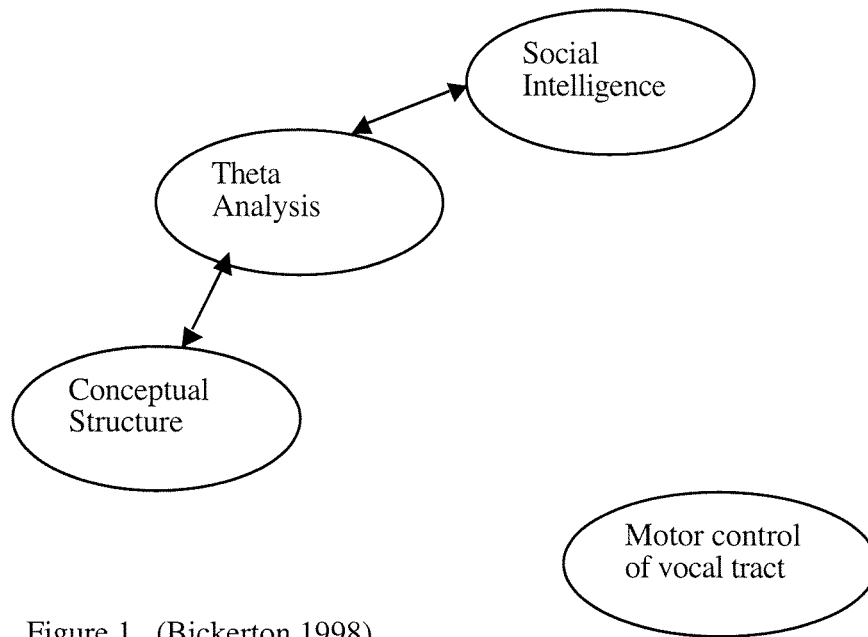 Social
Intelligence
Theta
Analysis
Conceptual
Structure
Motor control
of vocal tract
Figure 1 (Bickerton 1998)